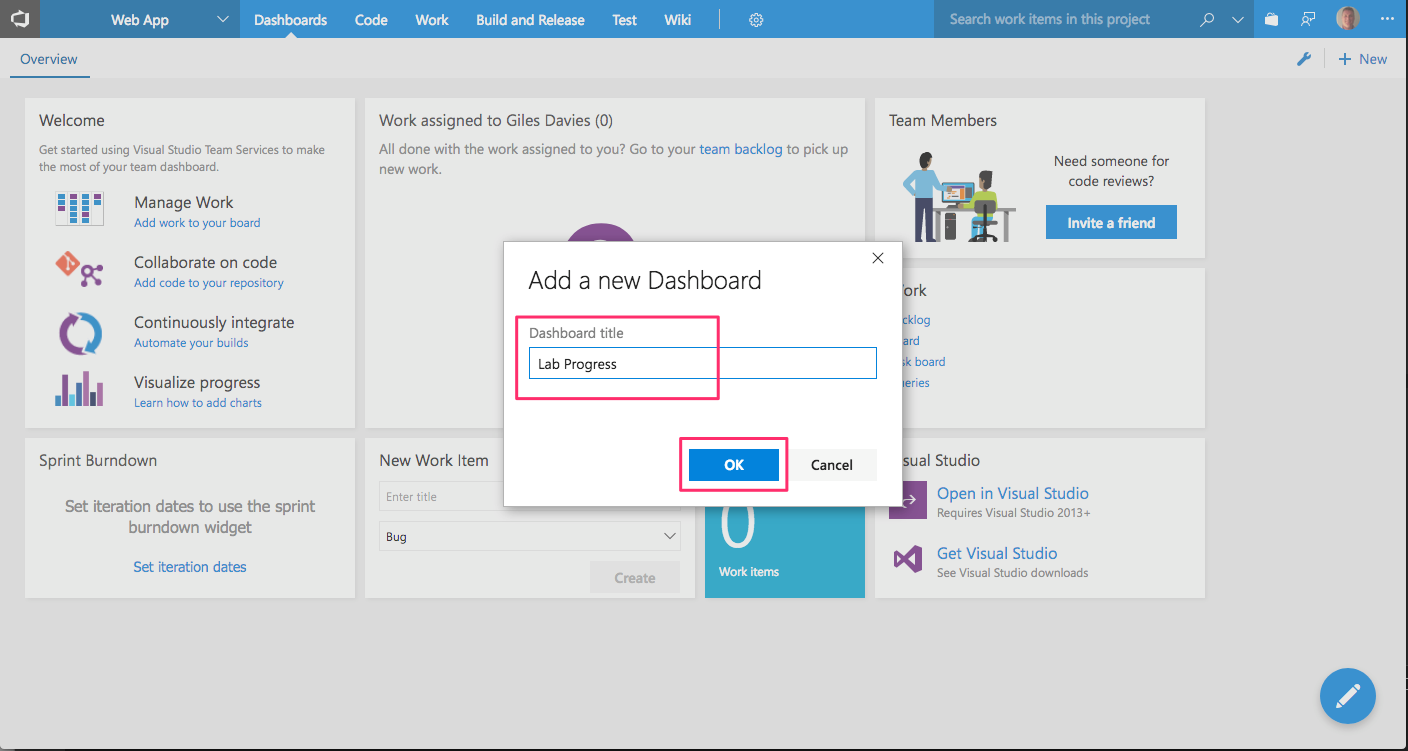 Web App
Dashboards Code Work Build and Release Test Wiki
Search work items in this project
Overview
New
Welcome
Get started using Visual Studio Team Services to make
the most of your team dashboard.
Manage Work
Add work to your board
Collaborate on code
Add code to your repository
Continuously integrate
Automate your builds
Visualize progress
Learn how to add charts
Work assigned to Giles Davies (0)
All done with the work assigned to you? Go to your team backlog to pick up
new work.
Team Members
Need someone for
code reviews?
Invite a friend
Add a new Dashboard
Dashboard title
Lab Progress
OK Cancel
ork
cklog
ard
sk board
eries
Sprint Burndown
Set iteration dates to use the sprint
burndown widget
Set iteration dates
New Work Item
Enter title
Bug
Create
0
Work items
sual Studio
Open in Visual Studio
Requires Visual Studio 2013+
Get Visual Studio
See Visual Studio downloads